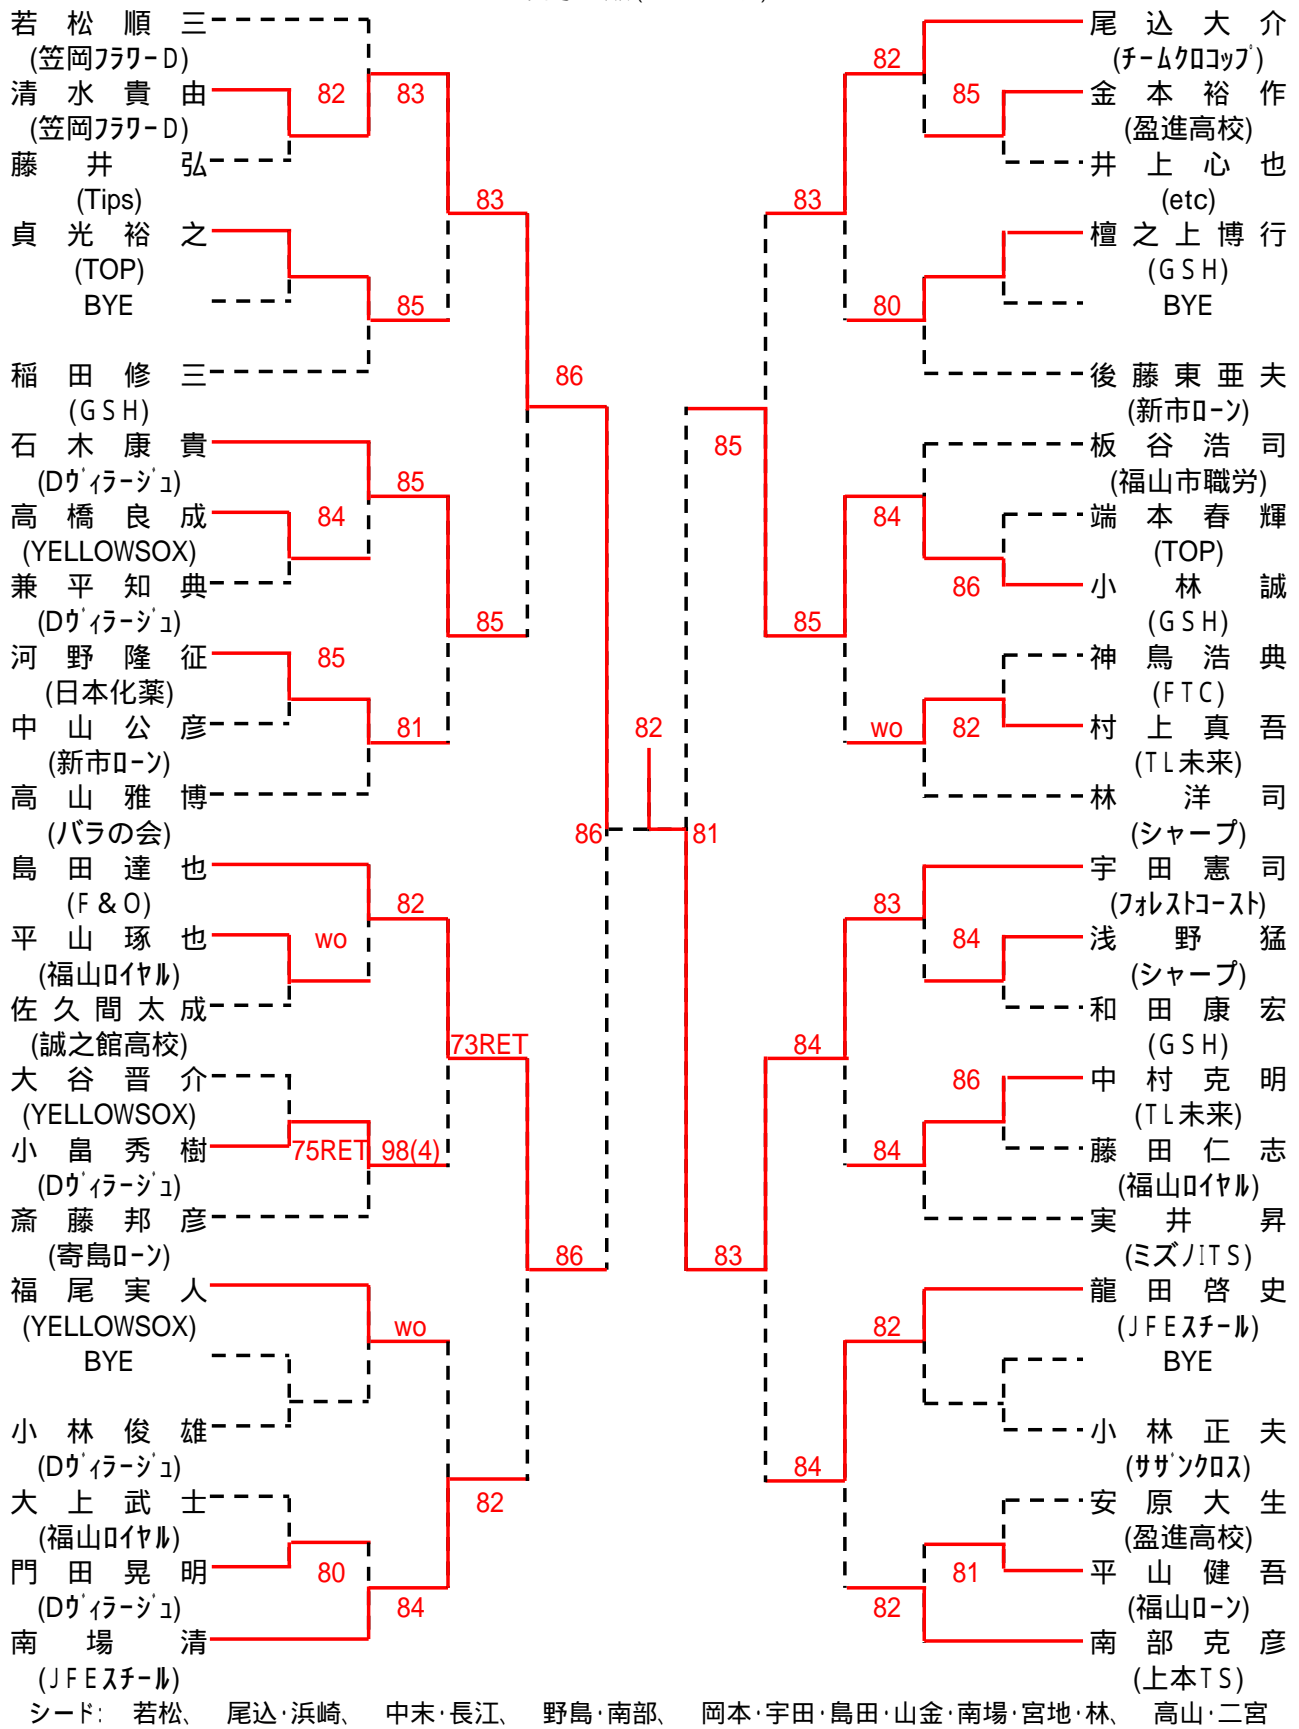 若松順三
(笠岡フラワーD)
清水貴由
(笠岡フラワーD)
藤井弘
(Tips)
貞光裕之
(TOP)
BYE
稲田修三
(GSH)
石木康貴
(Dヴィラージュ)
高橋良成
(YELLOWSOX)
兼平知典
(Dヴィラージュ)
河野隆征
(日本化薬)
中山公彦
(新市ローン)
高山雅博
(バラの会)
島田達也
(F&O)
平山琢也
(福山ロイヤル)
佐久間太成
(誠之館高校)
大谷晋介
(YELLOWSOX)
小畠秀樹
(Dヴィラージュ)
斎藤邦彦
(寄島ローン)
福尾実人
(YELLOWSOX)
BYE
小林俊雄
(Dヴィラージュ)
大上武士
(福山ロイヤル)
門田晃明
(Dヴィラージュ)
南場清
(JFEスチール)
82
84
85
wo
75RET
80
83
85
85
81
82
98(4)
wo
84
83
85
73RET
82
86
86
86
82
81
85
83
83
85
84
84
82
80
84
wo
83
84
82
82
85
86
82
84
86
81
尾込大介
(チームクロコップ)
金本裕作
(盈進高校)
井上心也
(etc)
檀之上博行
(GSH)
BYE
後藤東亜夫
(新市ローン)
板谷浩司
(福山市職労)
端本春輝
(TOP)
小林誠
(GSH)
神鳥浩典
(FTC)
村上真吾
(TL未来)
林洋司
(シャープ)
宇田憲司
(フォレストコースト)
浅野猛
(シャープ)
和田康宏
(GSH)
中村克明
(TL未来)
藤田仁志
(福山ロイヤル)
実井昇
(ミズノITS)
龍田啓史
(JFEスチール)
BYE
小林正夫
(サザンクロス)
安原大生
(盈進高校)
平山健吾
(福山ローン)
南部克彦
(上本TS)
シード: 若松、 尾込・浜崎、 中末・長江、 野島・南部、 岡本・宇田・島田・山金・南場・宮地・林、 高山・二宮